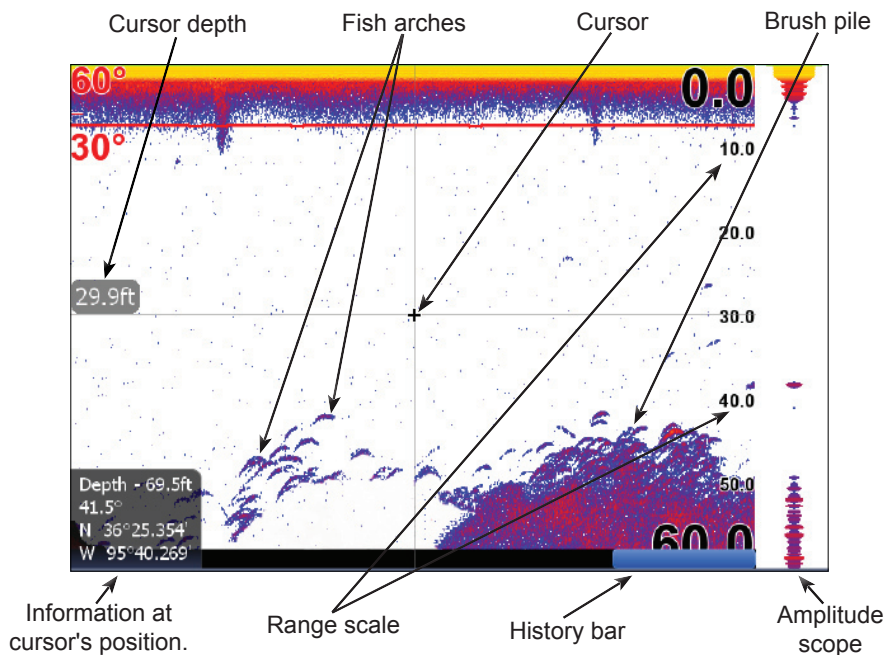 Cursor depth
Fish arches
Cursor
Brush pile
60°
30°
0.0
10.0
20.0
29.9ft
30.0
40.0
50.0
60.0
Depth - 69.5ft
41.5°
N 36°25.354'
W 95°40.269'
Information at
cursor's position.
Range scale
History bar
Amplitude
scope